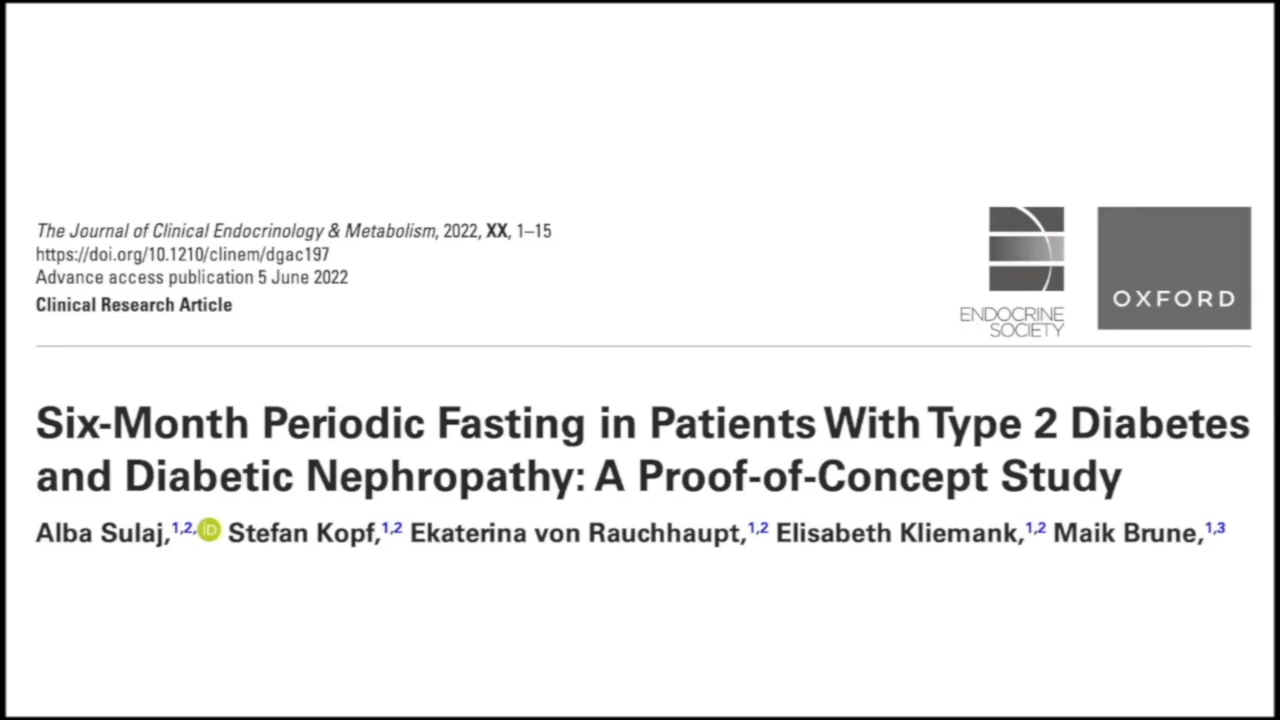 The Journal of Clinical Endocrinology & Metabolism, 2022, XX, 1–15
https://doi.org/10.1210/clinem/dgac197
Advance access publication 5 June 2022
Clinical Research Article
ENDOCRINE
SOCIETY
OXFORD
Six-Month Periodic Fasting in Patients With Type 2 Diabetes
and Diabetic Nephropathy: A Proof-of-Concept Study
Alba Sulaj,1,2, iD Stefan Kopf,1,2 Ekaterina von Rauchhaupt,1,2 Elisabeth Kliemank,1,2 Maik Brune,1,3